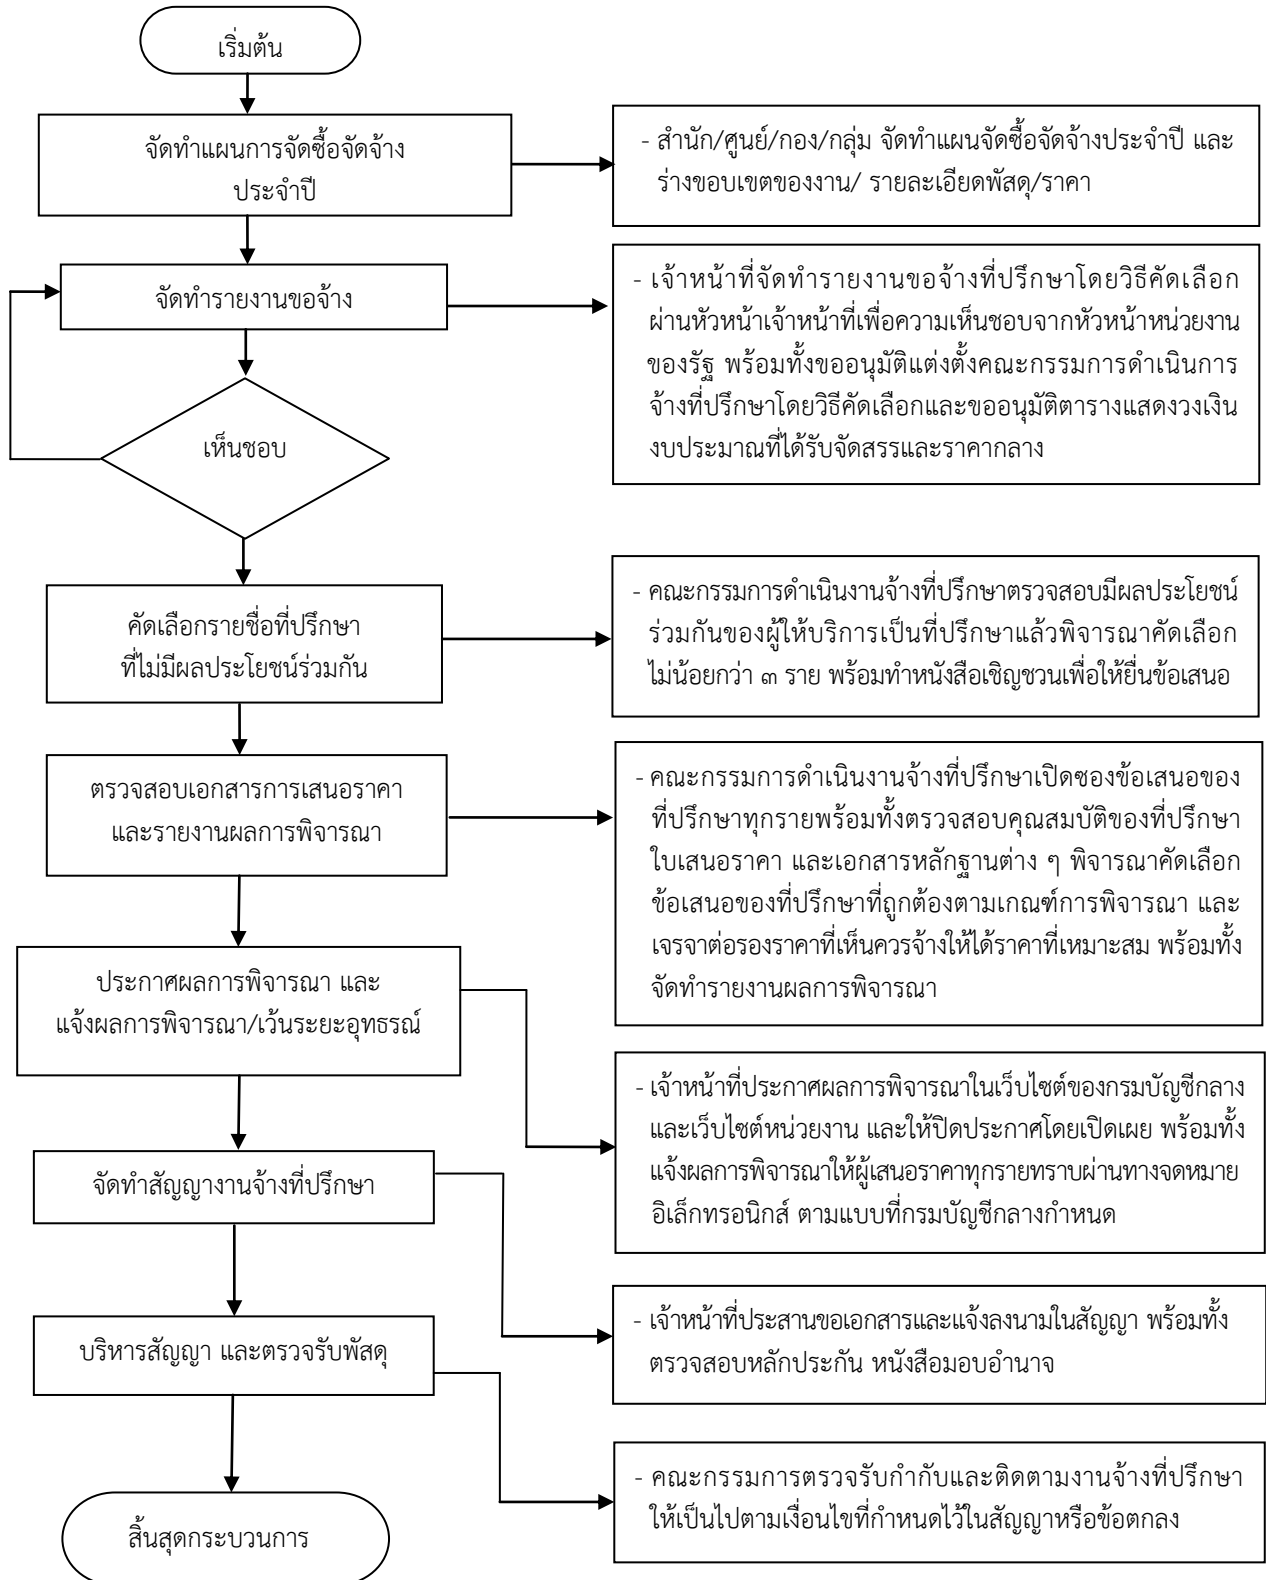 เริ่มต้น
จัดทำแผนการจัดซื้อจัดจ้าง
ประจำปี
- สำนัก/ศูนย์/กอง/กลุ่ม จัดทำแผนจัดซื้อจัดจ้างประจำปี และ
ร่างขอบเขตของงาน/ รายละเอียดพัสดุ/ราคา
จัดทำรายงานขอจ้าง
- เจ้าหน้าที่จัดทำรายงานขอจ้างที่ปรึกษาโดยวิธีคัดเลือก
ผ่านหัวหน้าเจ้าหน้าที่เพื่อความเห็นชอบจากหัวหน้าหน่วยงาน
ของรัฐ พร้อมทั้งขออนุมัติแต่งตั้งคณะกรรมการดำเนินการ
จ้างที่ปรึกษาโดยวิธีคัดเลือกและขออนุมัติตารางแสดงวงเงิน
งบประมาณที่ได้รับจัดสรรและราคากลาง
เห็นชอบ
คัดเลือกรายชื่อที่ปรึกษา
ที่ไม่มีผลประโยชน์ร่วมกัน
- คณะกรรมการดำเนินงานจ้างที่ปรึกษาตรวจสอบมีผลประโยชน์
ร่วมกันของผู้ให้บริการเป็นที่ปรึกษาแล้วพิจารณาคัดเลือก
ไม่น้อยกว่า ๓ ราย พร้อมทำหนังสือเชิญชวนเพื่อให้ยื่นข้อเสนอ
ตรวจสอบเอกสารการเสนอราคา
และรายงานผลการพิจารณา
- คณะกรรมการดำเนินงานจ้างที่ปรึกษาเปิดซองข้อเสนอของ
ที่ปรึกษาทุกรายพร้อมทั้งตรวจสอบคุณสมบัติของที่ปรึกษา
ใบเสนอราคา และเอกสารหลักฐานต่าง ๆ พิจารณาคัดเลือก
ข้อเสนอของที่ปรึกษาที่ถูกต้องตามเกณฑ์การพิจารณา และ
เจรจาต่อรองราคาที่เห็นควรจ้างให้ได้ราคาที่เหมาะสม พร้อมทั้ง
จัดทำรายงานผลการพิจารณา
ประกาศผลการพิจารณา และ
แจ้งผลการพิจารณา/เว้นระยะอุทธรณ์
- เจ้าหน้าที่ประกาศผลการพิจารณาในเว็บไซต์ของกรมบัญชีกลาง
และเว็บไซต์หน่วยงาน และให้ปิดประกาศโดยเปิดเผย พร้อมทั้ง
แจ้งผลการพิจารณาให้ผู้เสนอราคาทุกรายทราบผ่านทางจดหมาย
อิเล็กทรอนิกส์ ตามแบบที่กรมบัญชีกลางกำหนด
จัดทำสัญญางานจ้างที่ปรึกษา
- เจ้าหน้าที่ประสานขอเอกสารและแจ้งลงนามในสัญญา พร้อมทั้ง
ตรวจสอบหลักประกัน หนังสือมอบอำนาจ
บริหารสัญญา และตรวจรับพัสดุ
- คณะกรรมการตรวจรับกำกับและติดตามงานจ้างที่ปรึกษา
ให้เป็นไปตามเงื่อนไขที่กำหนดไว้ในสัญญาหรือข้อตกลง
สิ้นสุดกระบวนการ